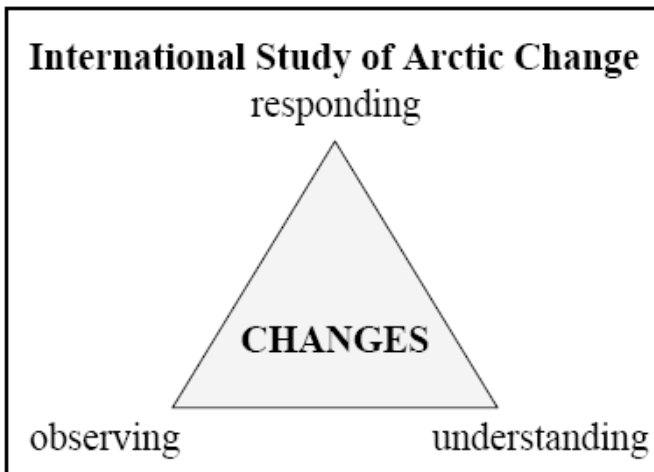 International Study of Arctic Change
responding
CHANGES
observing understanding